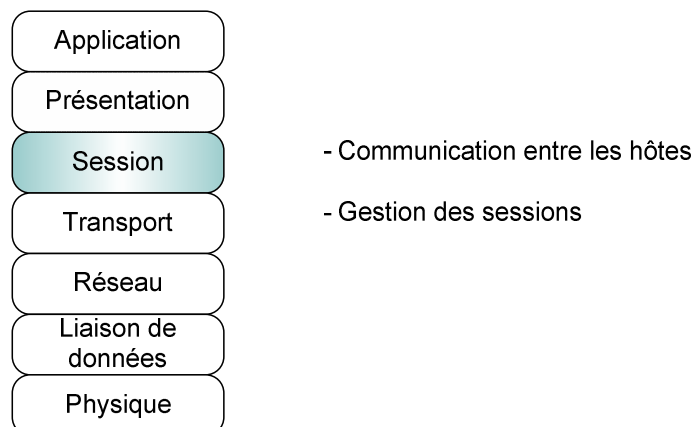 Application
Présentation
Session
- Communication entre les hôtes
Transport
- Gestion des sessions
Réseau
Liaison de
données
Physique